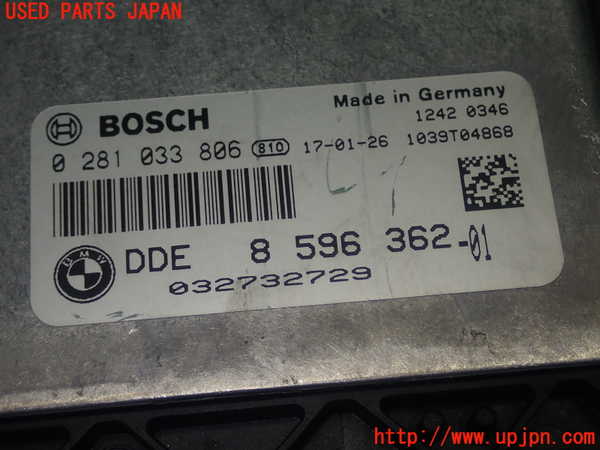 USED PARTS JAPAN
BOSCH
Made in Germany
1242 0346
0 281 033 806 810 17-01-26 1039T04868
BMW
DDE 8 596 362-01
032732729
http://www.upjpn.com/